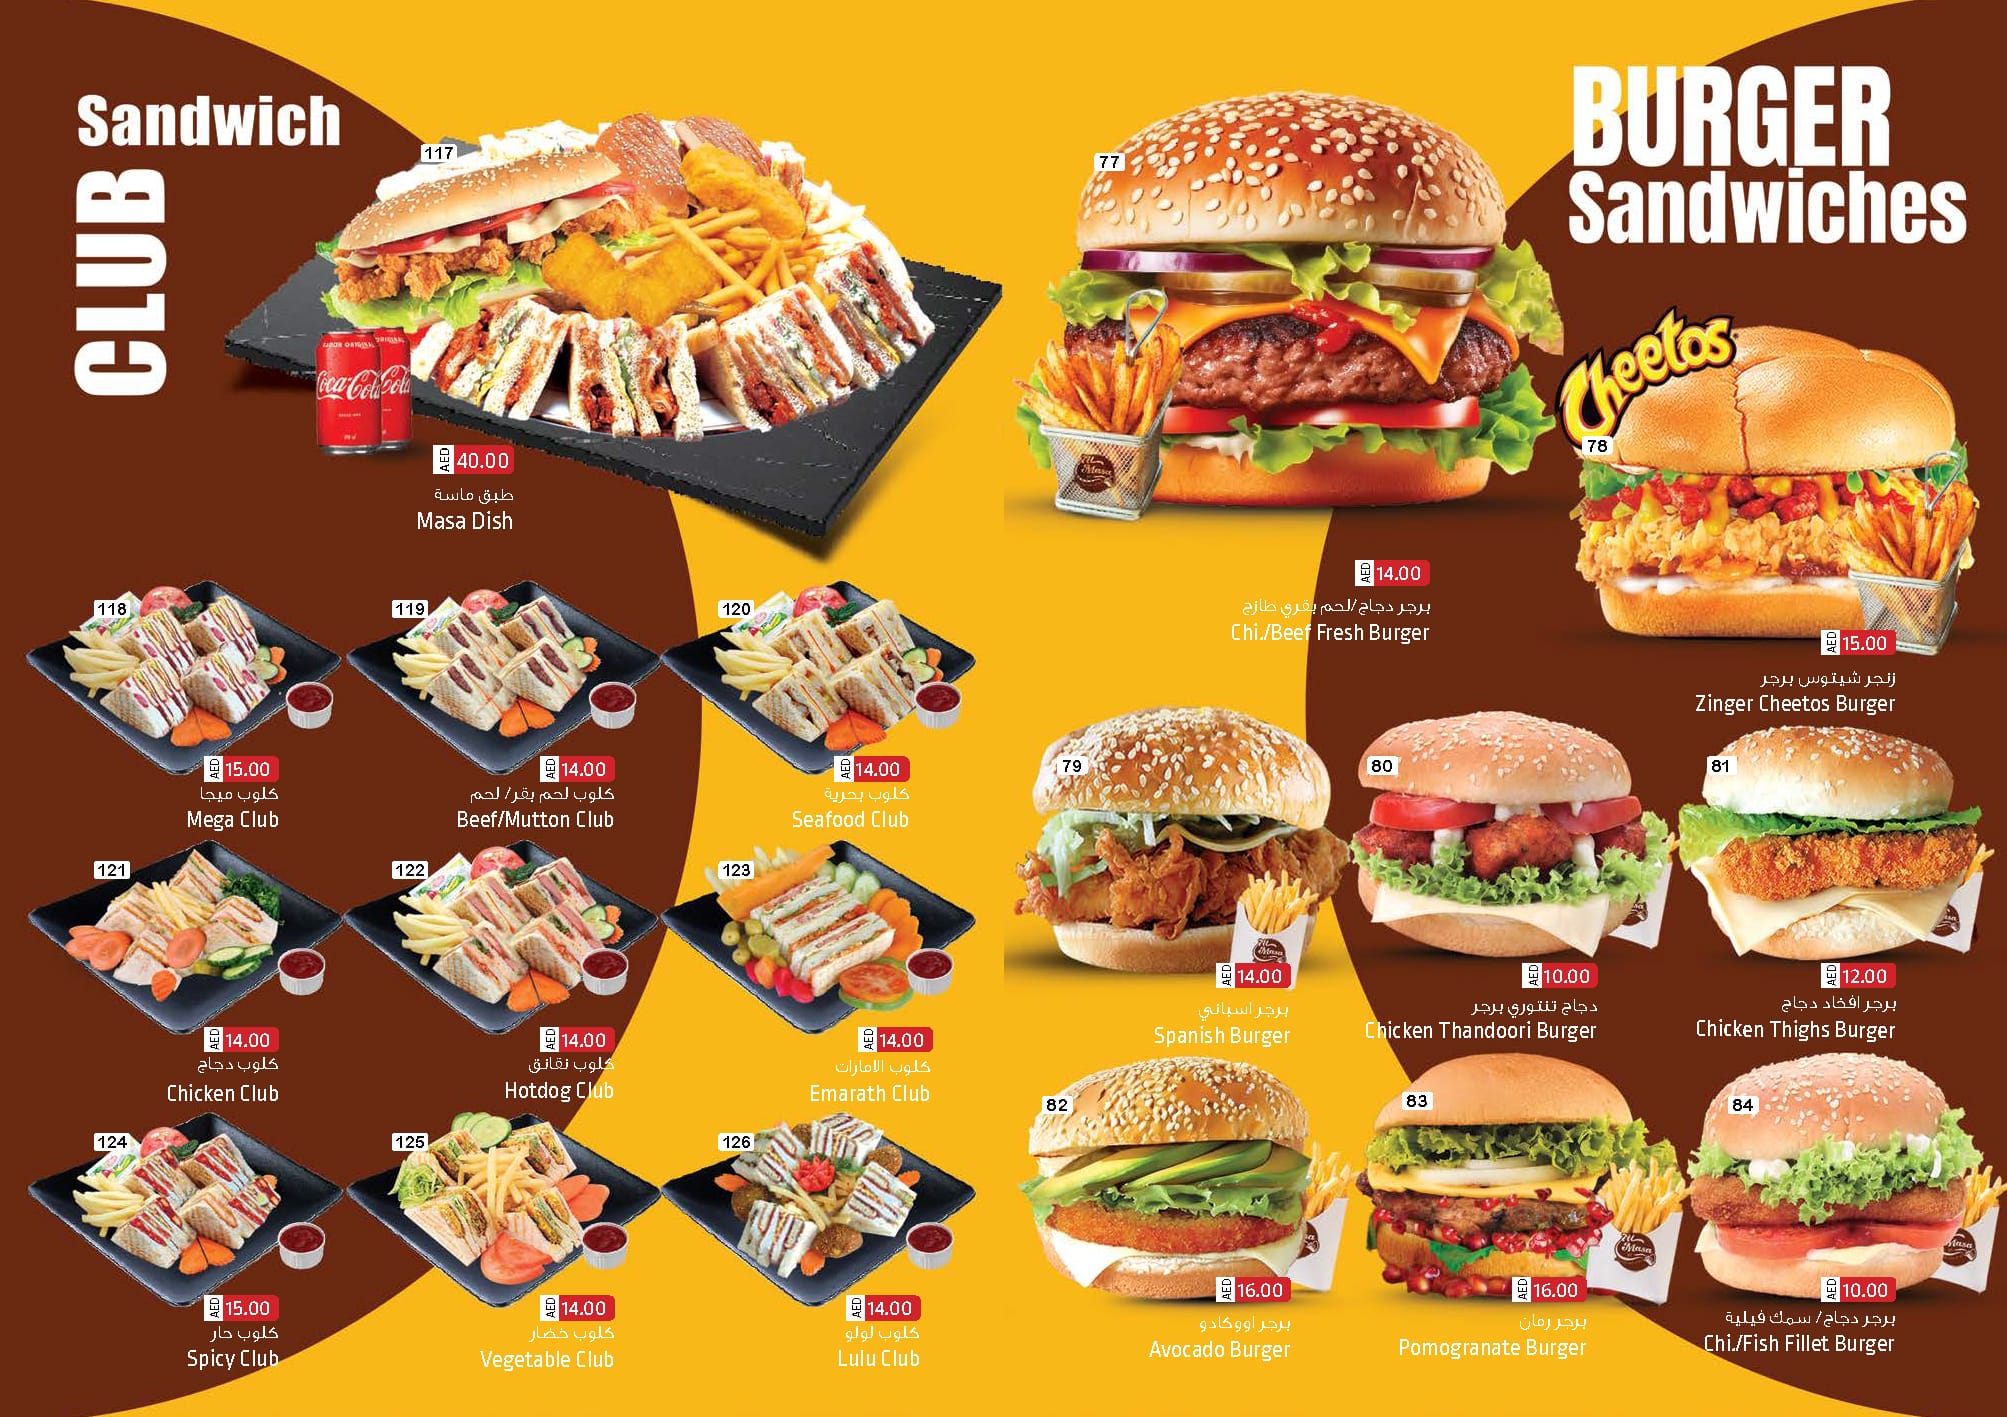 Sandwich
CLUB
117
Coca-Cola
AED 40.00
طبق ماسة
Masa Dish
118
AED 15.00
كلوب ميجا
Mega Club
119
AED 14.00
كلوب لحم بقر/ لحم
Beef/Mutton Club
120
AED 14.00
كلوب بحرية
Seafood Club
121
AED 14.00
كلوب دجاج
Chicken Club
122
AED 14.00
كلوب نقانق
Hotdog Club
123
AED 14.00
كلوب الامارات
Emarath Club
124
AED 15.00
كلوب حار
Spicy Club
125
AED 14.00
كلوب خضار
Vegetable Club
126
AED 14.00
كلوب لولو
Lulu Club
BURGER
Sandwiches
77
Al
Masa
AED 14.00
برجر دجاج/لحم بقري طازج
Chi./Beef Fresh Burger
Cheetos
78
AED 15.00
زنجر شيتوس برجر
Zinger Cheetos Burger
79
Al
Masa
AED 14.00
برجر اسباني
Spanish Burger
80
AED 10.00
دجاج تنتوري برجر
Chicken Thandoori Burger
81
AED 12.00
برجر افخاد دجاج
Chicken Thighs Burger
82
AED 16.00
برجر اووكادو
Avocado Burger
83
Al
Masa
AED 16.00
برجر رمان
Pomogranate Burger
84
AED 10.00
برجر دجاج/ سمك فيلية
Chi./Fish Fillet Burger